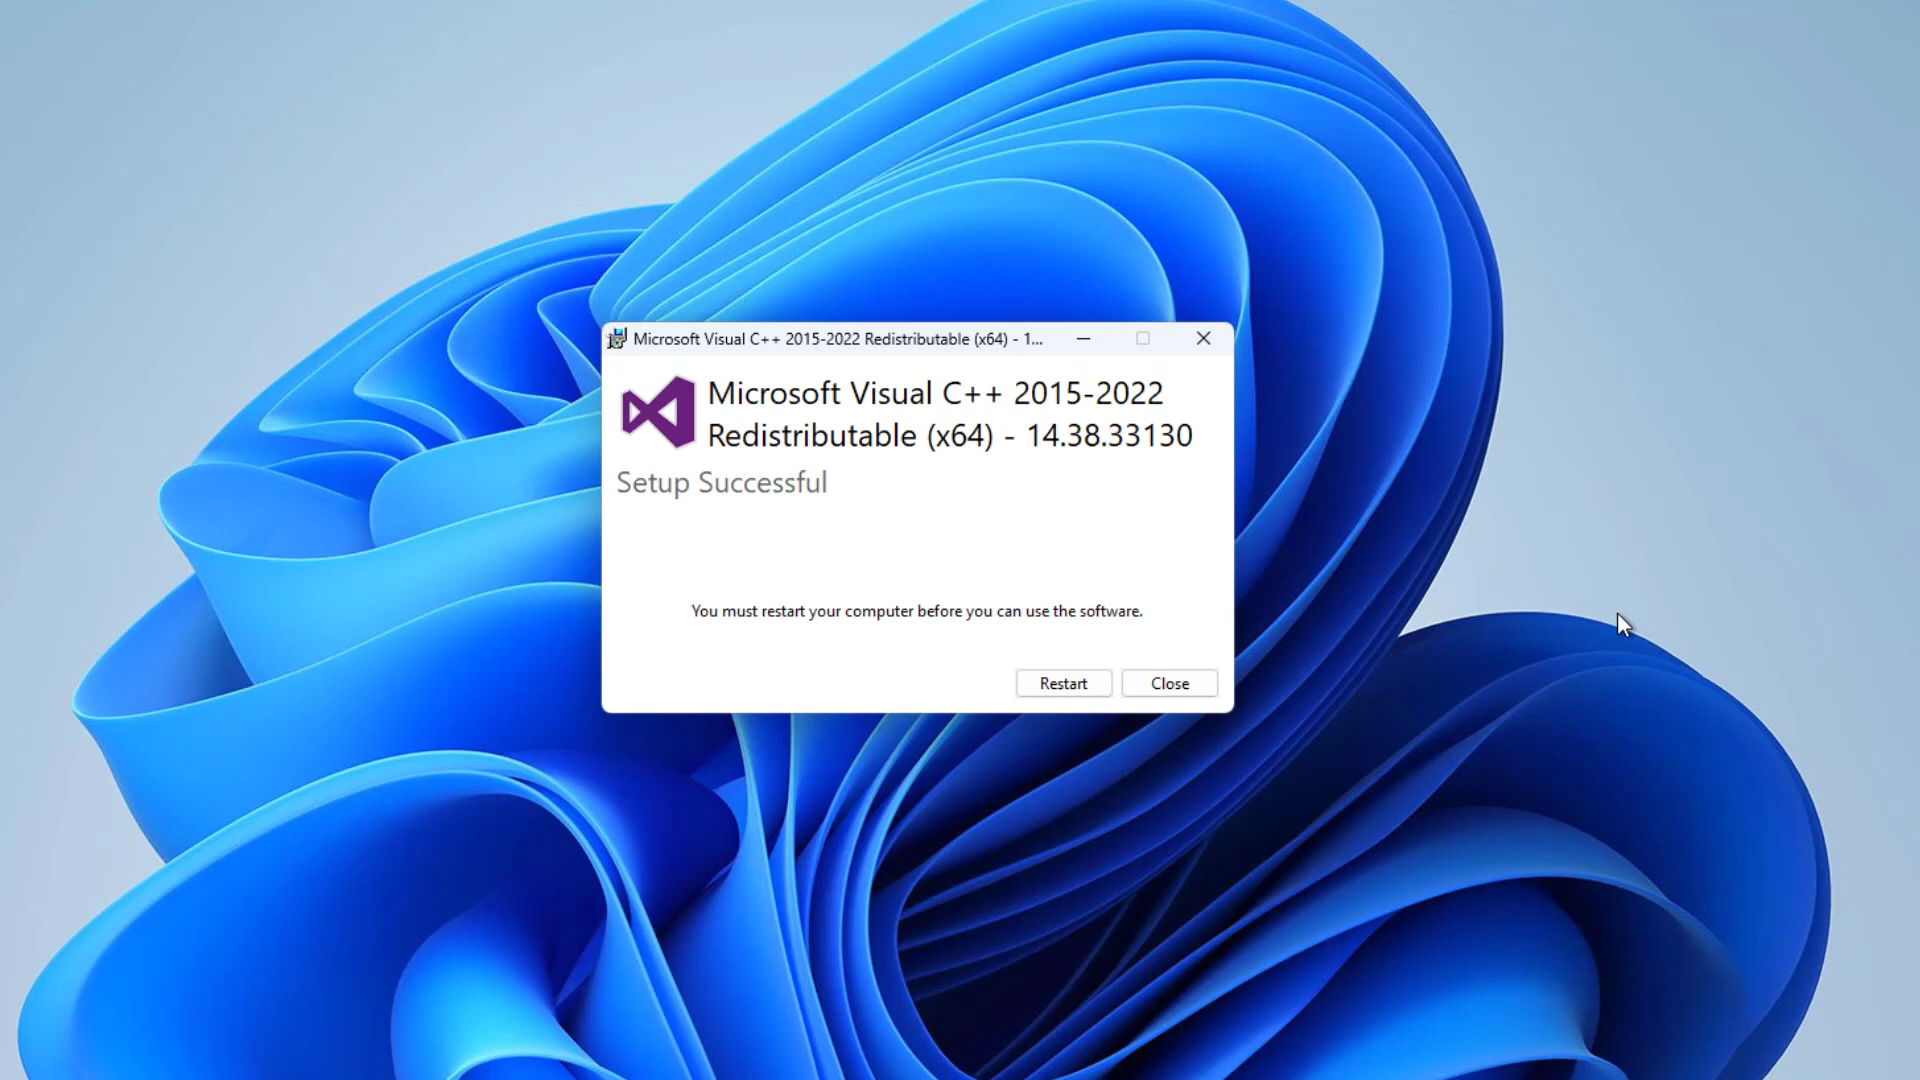 Microsoft Visual C++ 2015-2022 Redistributable (x64) - 1...
Microsoft Visual C++ 2015-2022
Redistributable (x64) - 14.38.33130
Setup Successful
You must restart your computer before you can use the software.
Restart Close